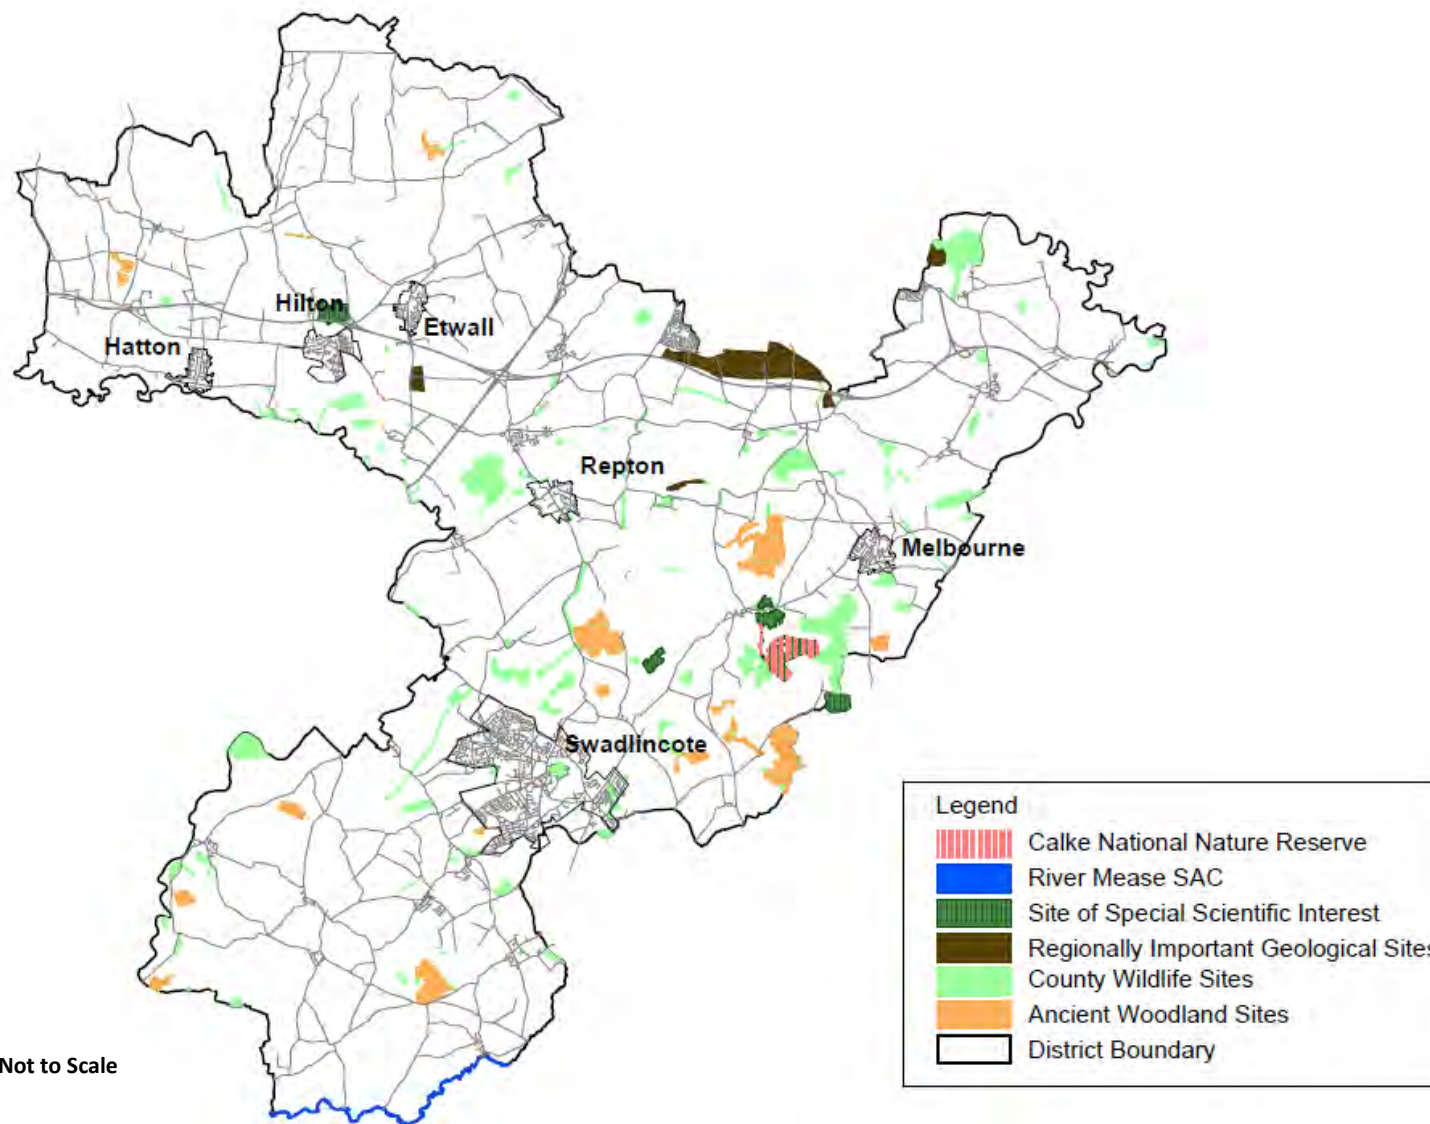 Hilton
Etwall
Hatton
Repton
Melbourne
Swadlincote
Legend
Calke National Nature Reserve
River Mease SAC
Site of Special Scientific Interest
Regionally Important Geological Sites
County Wildlife Sites
Ancient Woodland Sites
District Boundary
Not to Scale